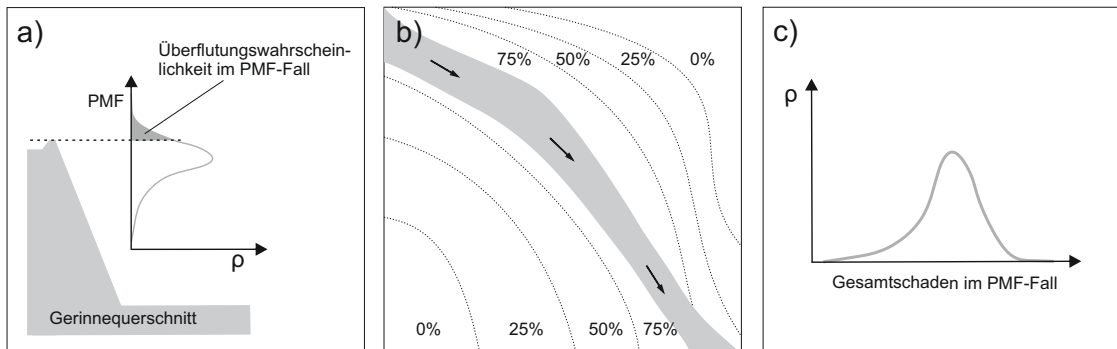 a)
Überflutungswahrschein-
lichkeit im PMF-Fall
PMF
ρ
Gerinnequerschnitt
b)
75%
50%
25%
0%
0%
25%
50%
75%
c)
ρ
Gesamtschaden im PMF-Fall